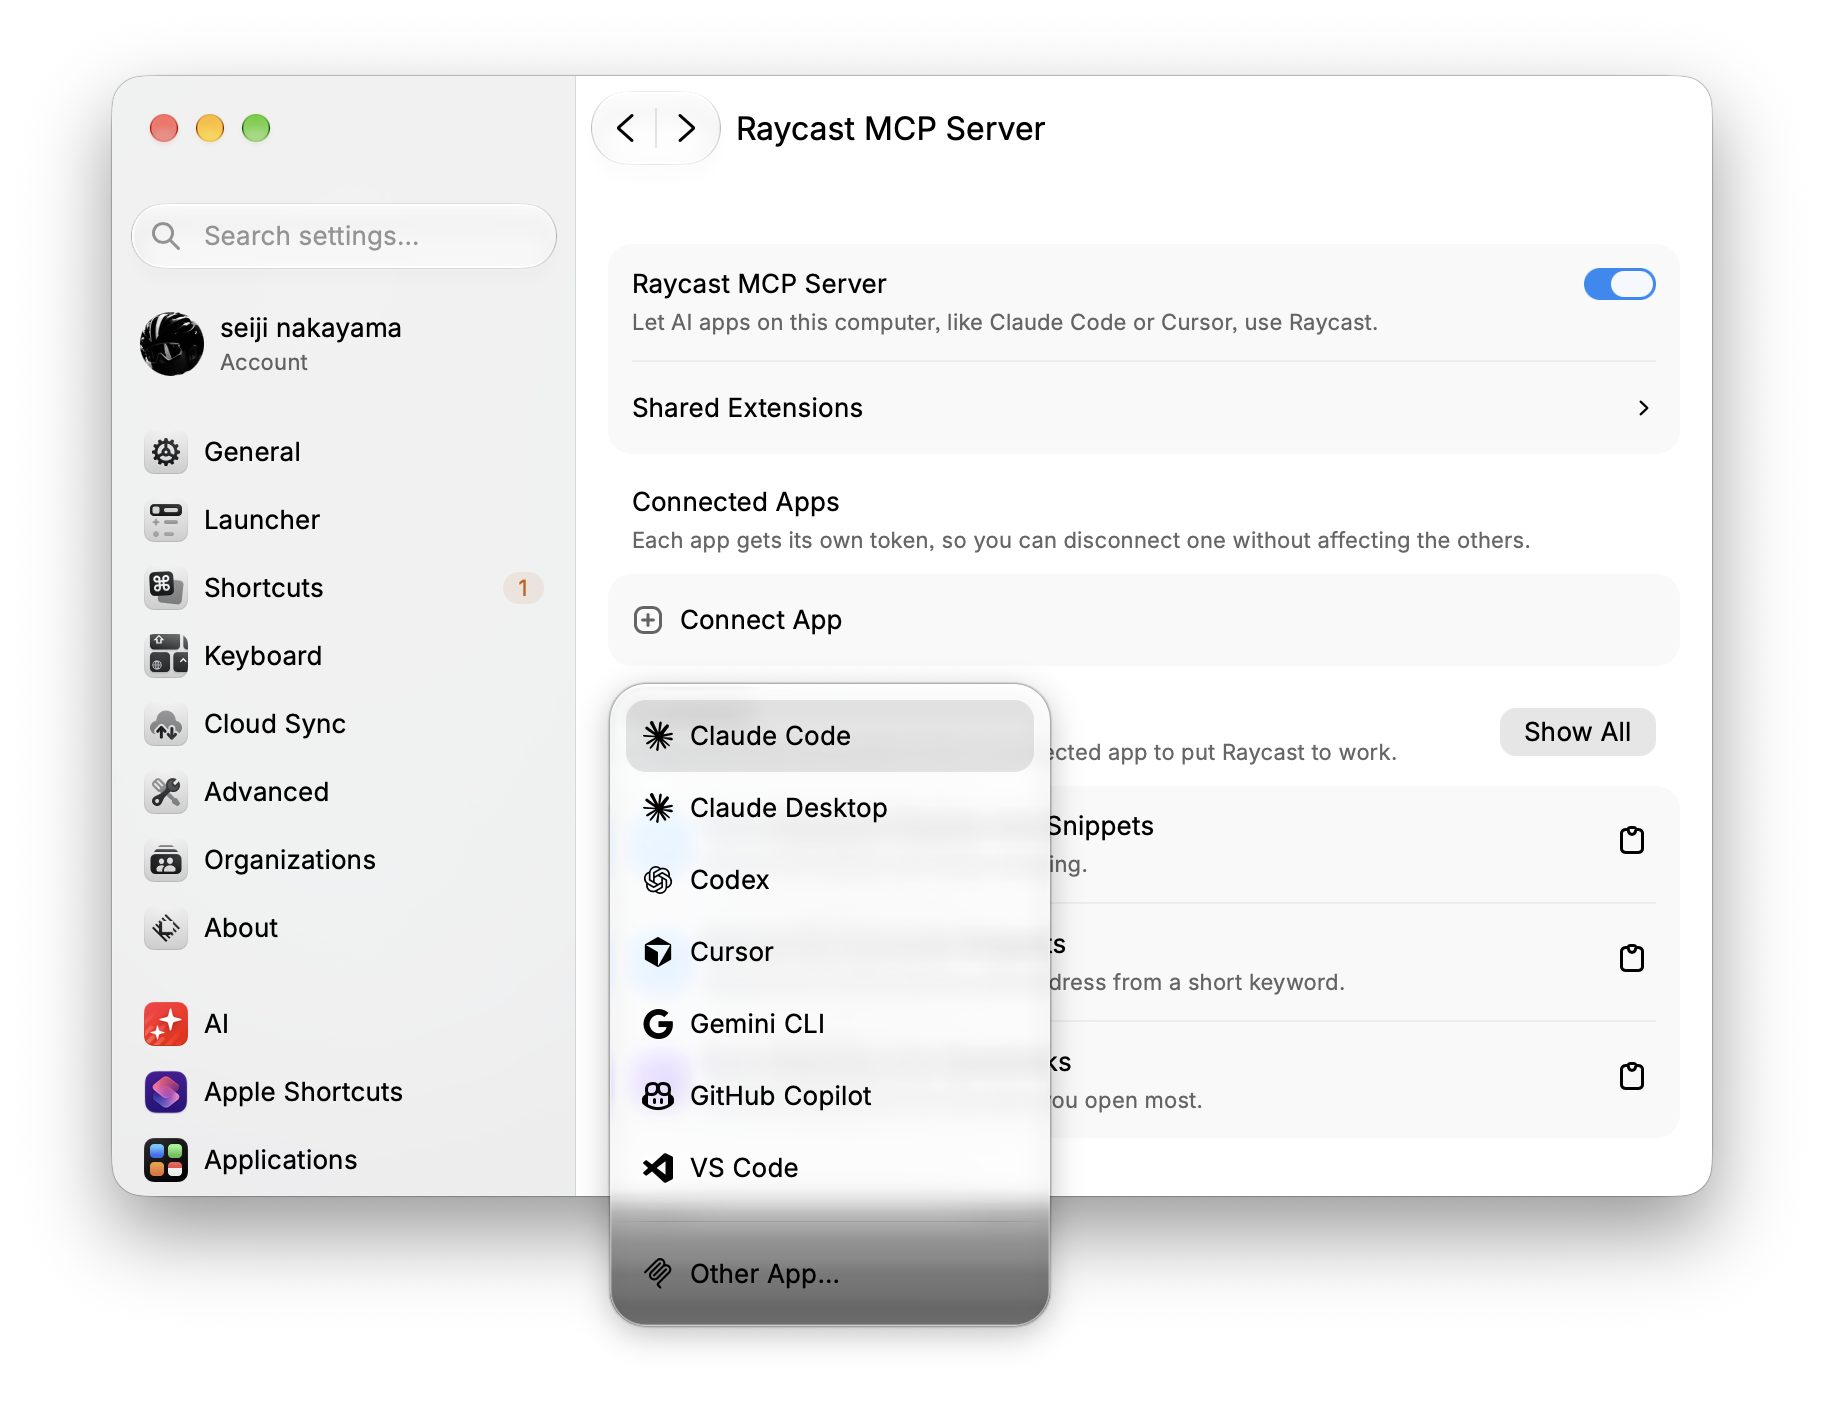 Raycast MCP Server
Search settings...
seiji nakayama
Account
General
Launcher
Shortcuts
1
Keyboard
Cloud Sync
Advanced
Organizations
About
AI
Apple Shortcuts
Applications
Raycast MCP Server
Let AI apps on this computer, like Claude Code or Cursor, use Raycast.
Shared Extensions
Connected Apps
Each app gets its own token, so you can disconnect one without affecting the others.
Connect App
Claude Code
Claude Desktop
Codex
Cursor
Gemini CLI
GitHub Copilot
VS Code
Other App...
app to put Raycast to work.
Show All
Snippets
from a short keyword.
open most.